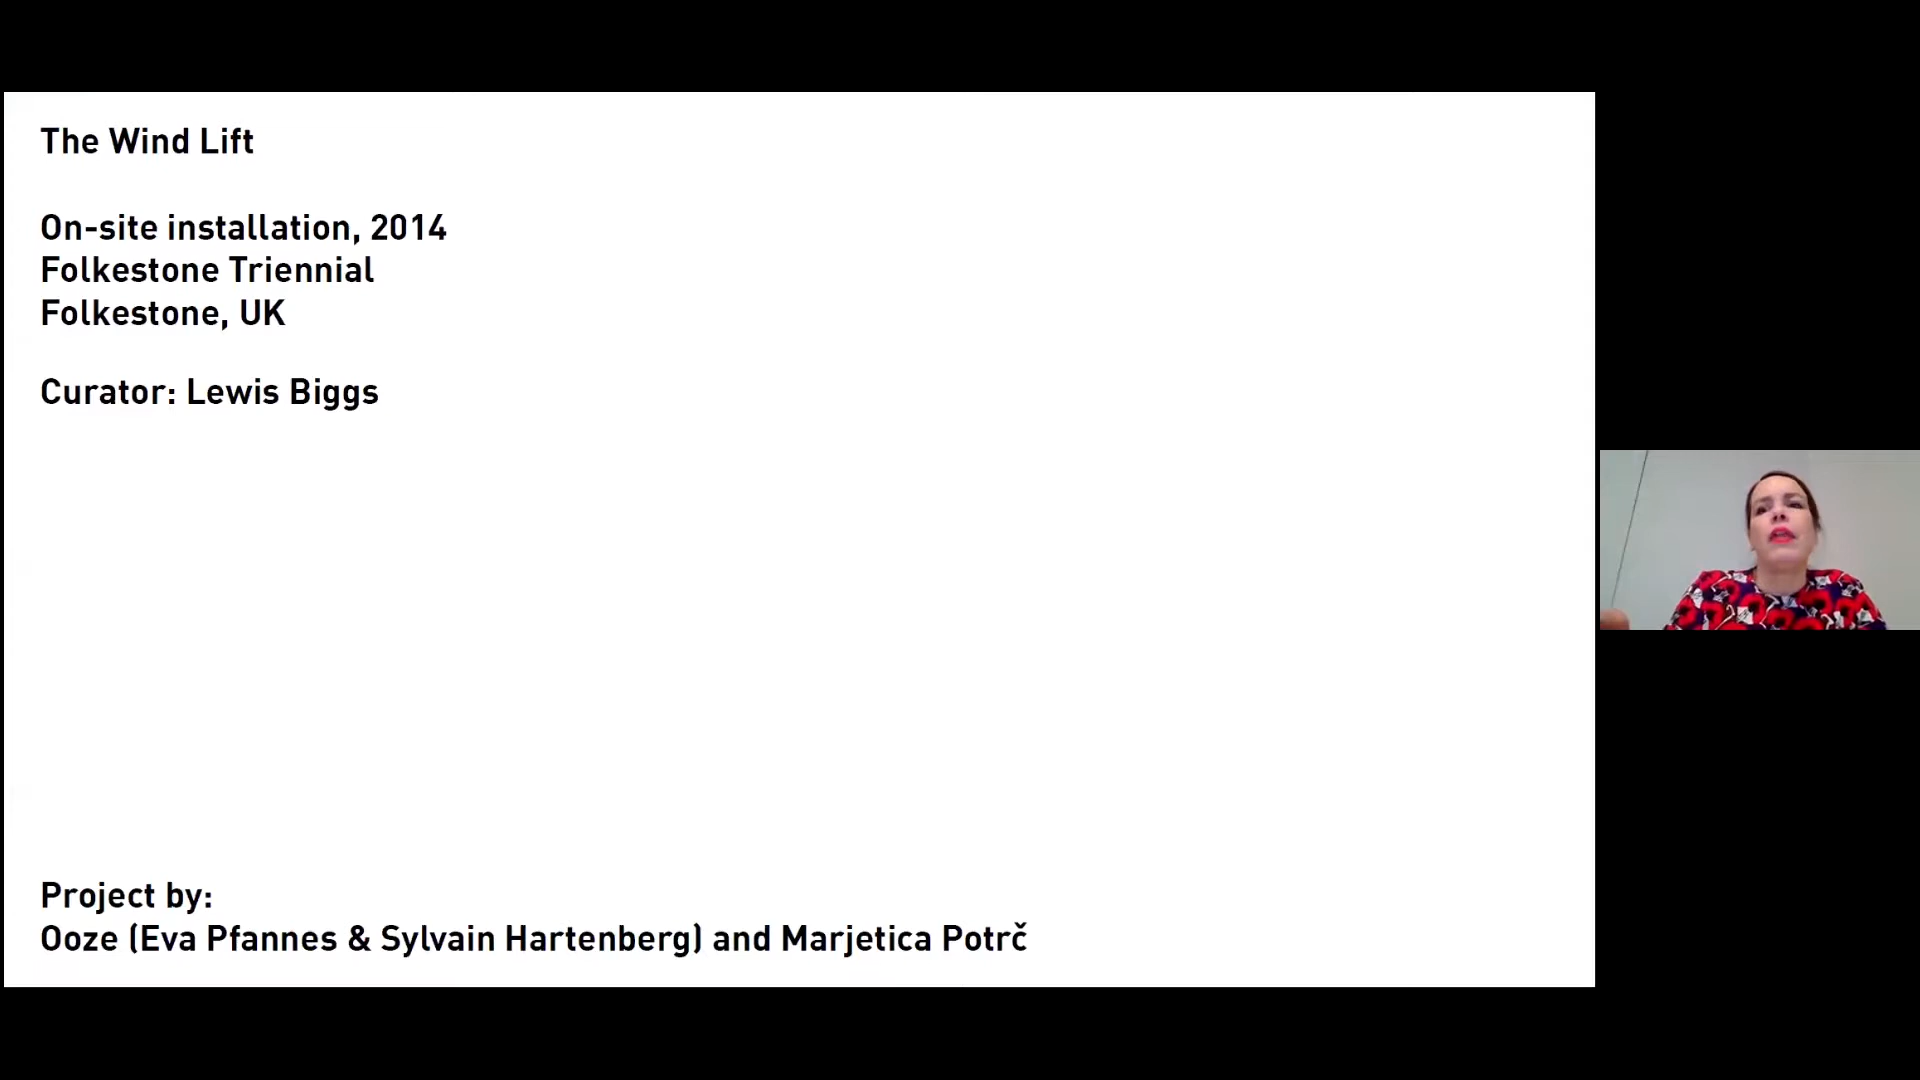 The Wind Lift
On-site installation, 2014
Folkestone Triennial
Folkestone, UK
Curator: Lewis Biggs
Project by:
Ooze (Eva Pfannes & Sylvain Hartenberg) and Marjetica Potrč